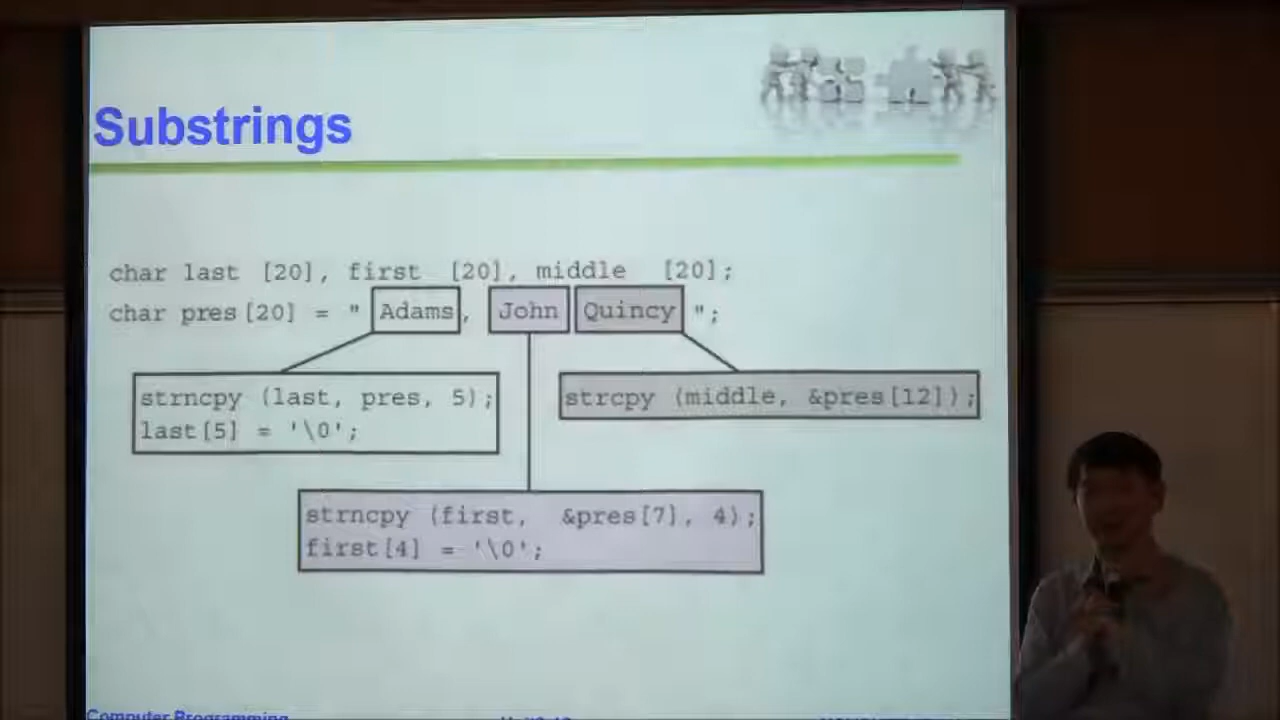 Substrings
char last [20], first [20], middle [20];
char pres[20] = " Adams, John Quincy ";
strncpy (last, pres, 5);
last[5] = '\0';
strcpy (middle, &pres[12]);
strncpy (first, &pres[7], 4);
first[4] = '\0';
Computer Programming